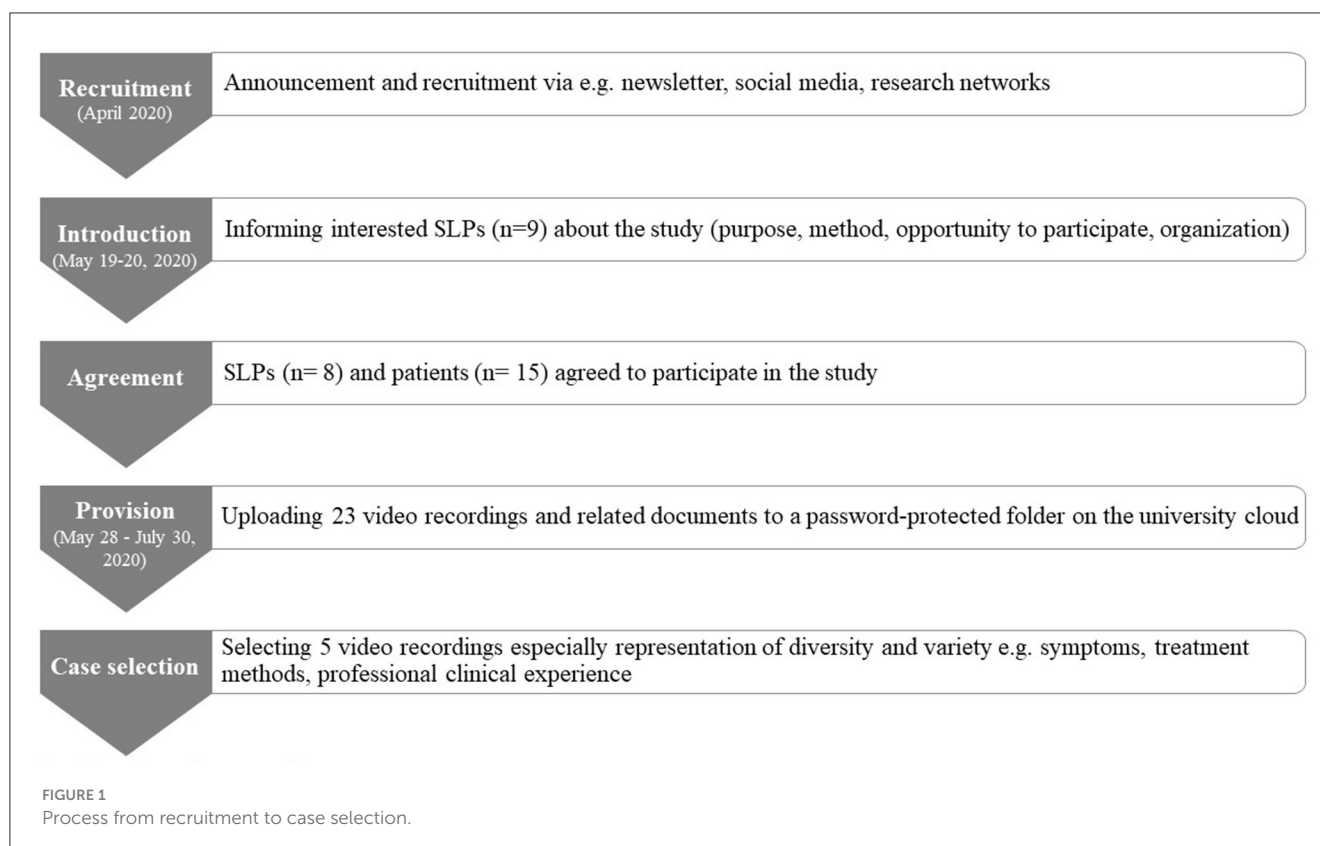 Recruitment
(April 2020)
Announcement and recruitment via e.g. newsletter, social media, research networks
Introduction
(May 19-20, 2020)
Informing interested SLPs (n=9) about the study (purpose, method, opportunity to participate, organization)
Agreement
SLPs (n= 8) and patients (n= 15) agreed to participate in the study
Provision
(May 28 - July 30,
2020)
Uploading 23 video recordings and related documents to a password-protected folder on the university cloud
Case selection
Selecting 5 video recordings especially representation of diversity and variety e.g. symptoms, treatment
methods, professional clinical experience
FIGURE 1
Process from recruitment to case selection.